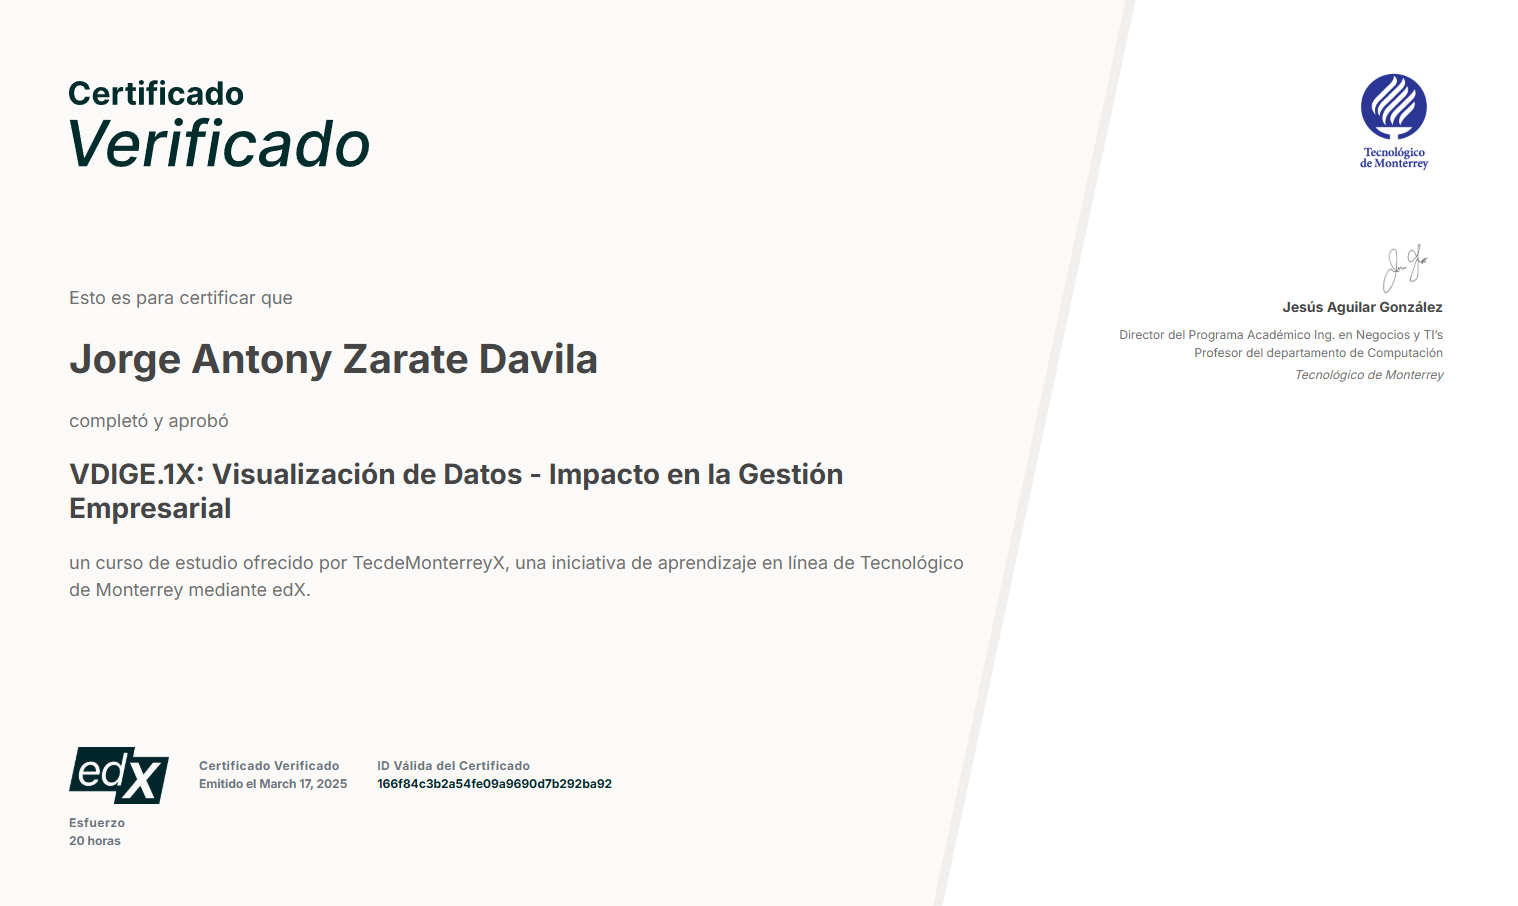 Certificado
Verificado
Tecnológico
de Monterrey
Esto es para certificar que
Jorge Antony Zarate Davila
completó y aprobó
VDIGE.1X: Visualización de Datos - Impacto en la Gestión
Empresarial
un curso de estudio ofrecido por TecdeMonterreyX, una iniciativa de aprendizaje en línea de Tecnológico
de Monterrey mediante edX.
Jesús Aguilar González
Director del Programa Académico Ing. en Negocios y TI's
Profesor del departamento de Computación
Tecnológico de Monterrey
edX
Certificado Verificado
Emitido el March 17, 2025
ID Válida del Certificado
166f84c3b2a54fe09a9690d7b292ba92
Esfuerzo
20 horas